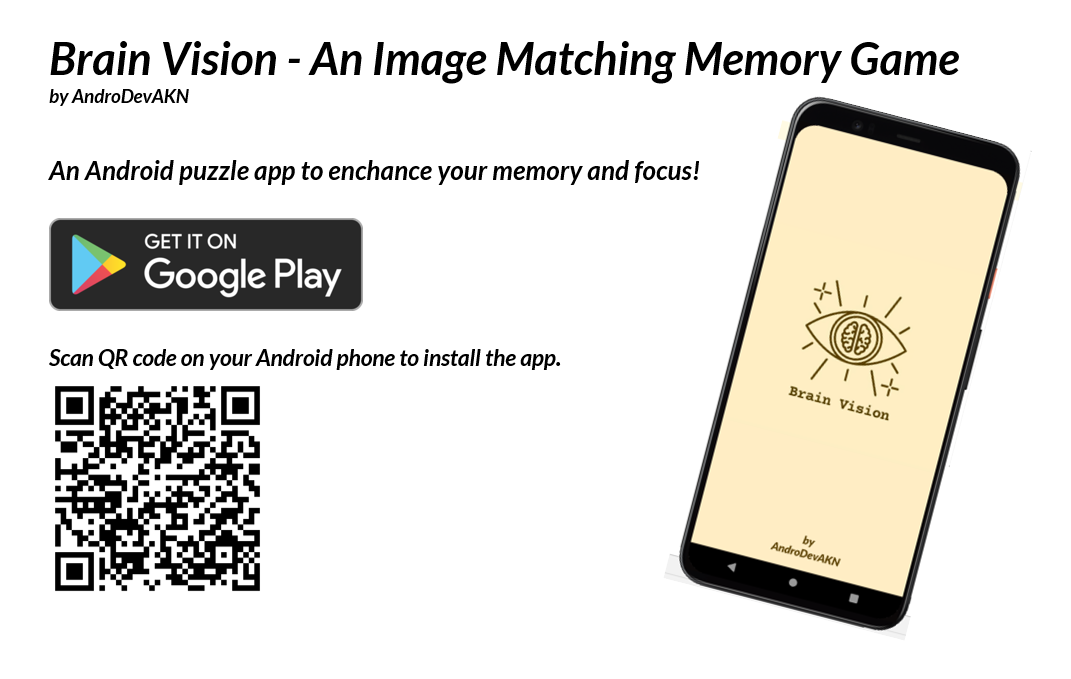 Brain Vision - An Image Matching Memory Game
by AndroDevAKN
An Android puzzle app to enchance your memory and focus!
GET IT ON
Google Play
Scan QR code on your Android phone to install the app.
Brain Vision
by
AndroDevAKN